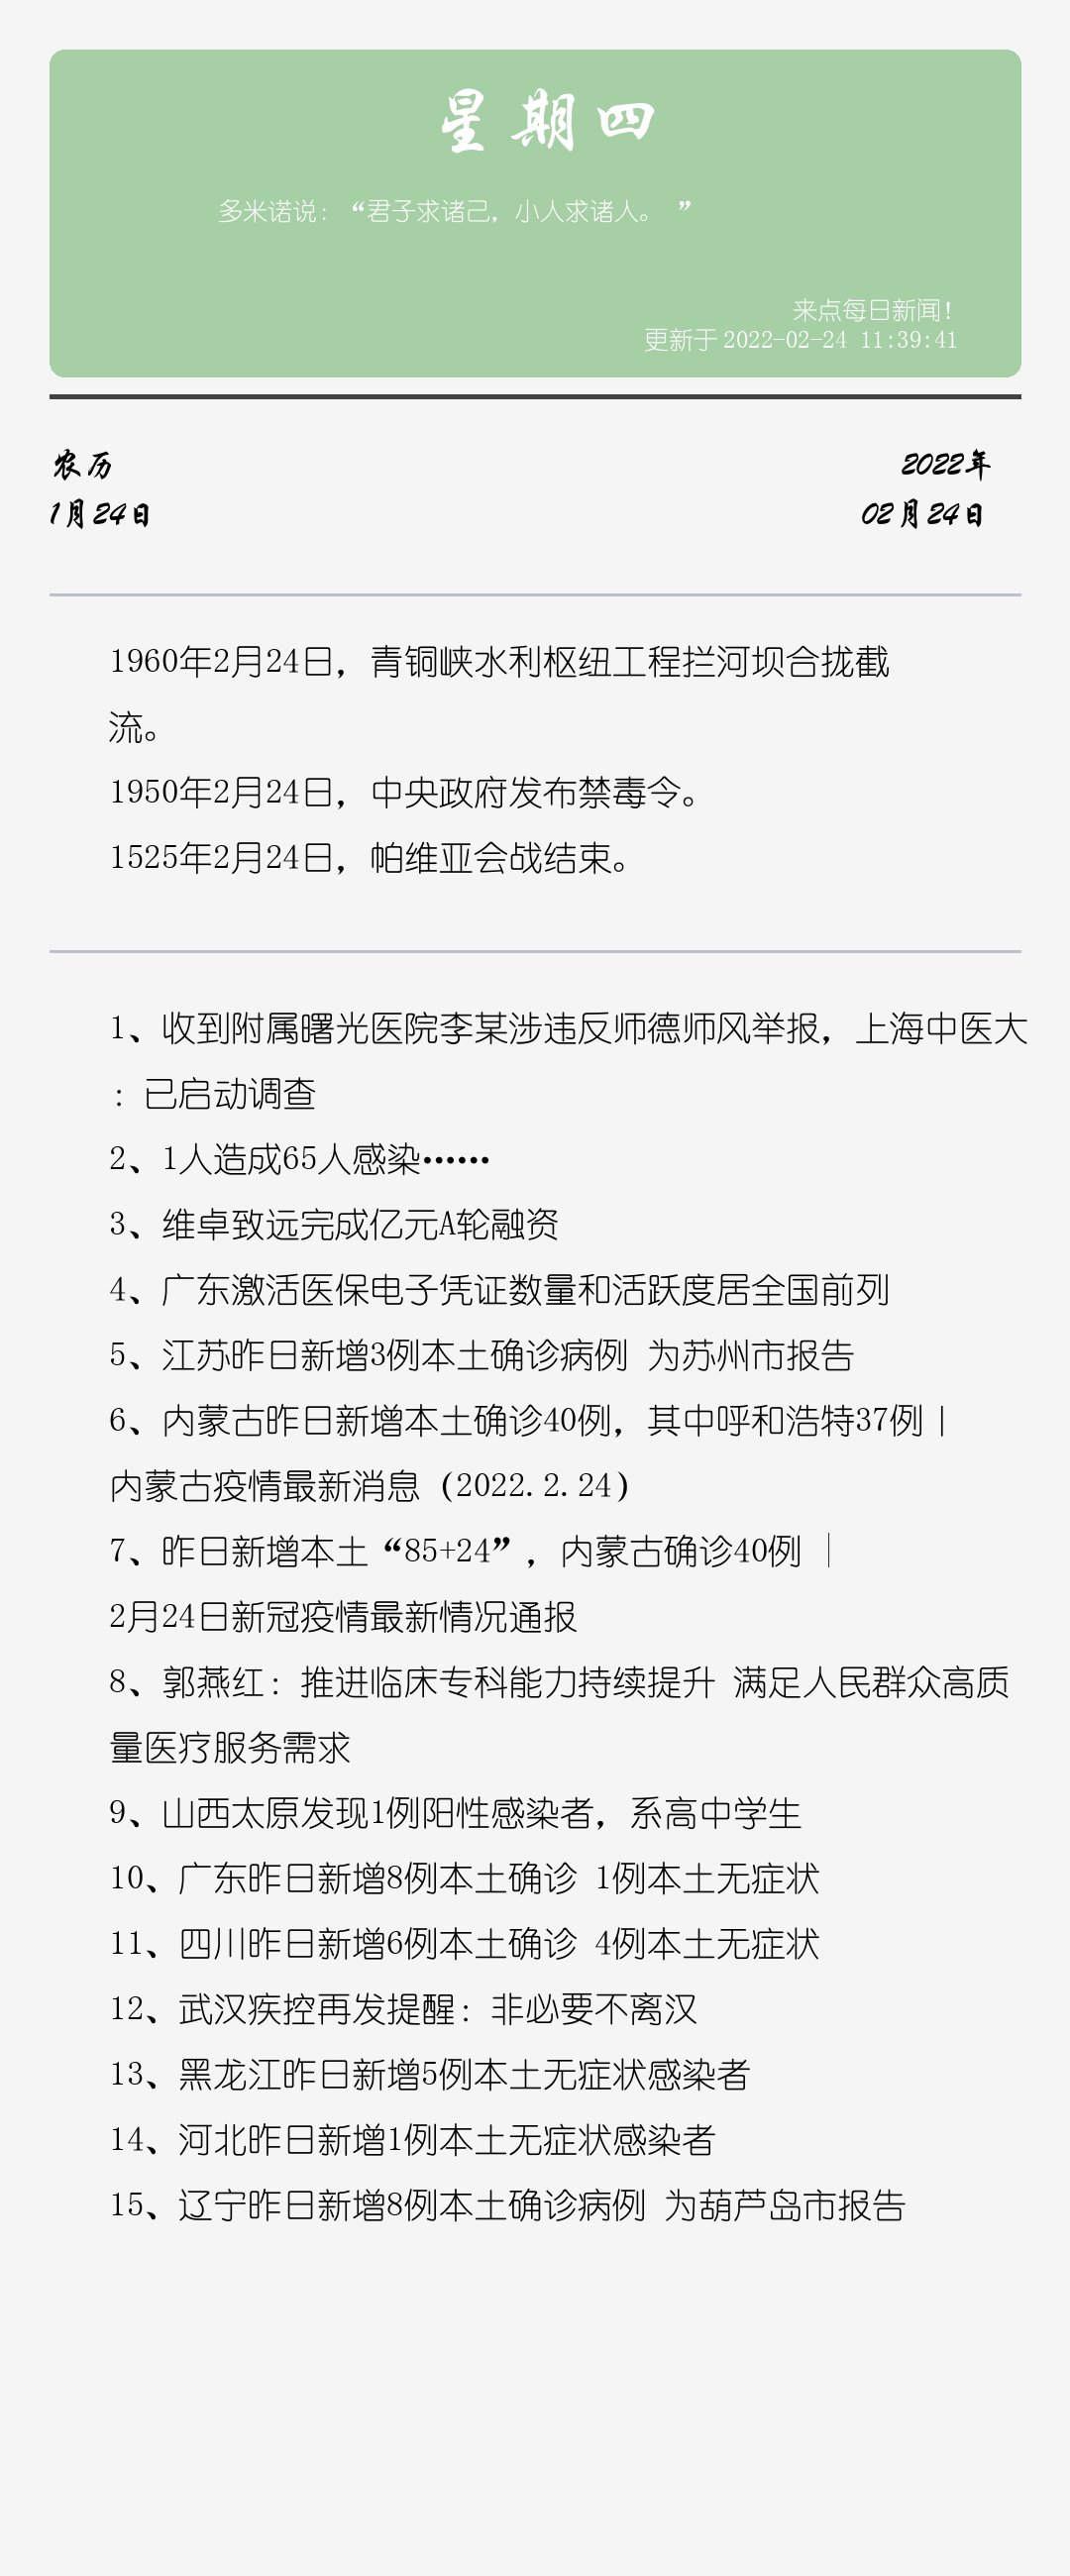 星期四
多米诺说：“君子求诸己，小人求诸人。 ”
来点每日新闻！
更新于 2022-02-24 11:39:41
农历
1月24日
2022年
02月24日
1960年2月24日，青铜峡水利枢纽工程拦河坝合拢截
流。
1950年2月24日，中央政府发布禁毒令。
1525年2月24日，帕维亚会战结束。
1、收到附属曙光医院李某涉违反师德师风举报，上海中医大
：已启动调查
2、1人造成65人感染……
3、维卓致远完成亿元A轮融资
4、广东激活医保电子凭证数量和活跃度居全国前列
5、江苏昨日新增3例本土确诊病例 为苏州市报告
6、内蒙古昨日新增本土确诊40例，其中呼和浩特37例丨
内蒙古疫情最新消息（2022.2.24）
7、昨日新增本土“85+24”，内蒙古确诊40例 ｜
2月24日新冠疫情最新情况通报
8、郭燕红：推进临床专科能力持续提升 满足人民群众高质
量医疗服务需求
9、山西太原发现1例阳性感染者，系高中学生
10、广东昨日新增8例本土确诊 1例本土无症状
11、四川昨日新增6例本土确诊 4例本土无症状
12、武汉疾控再发提醒：非必要不离汉
13、黑龙江昨日新增5例本土无症状感染者
14、河北昨日新增1例本土无症状感染者
15、辽宁昨日新增8例本土确诊病例 为葫芦岛市报告